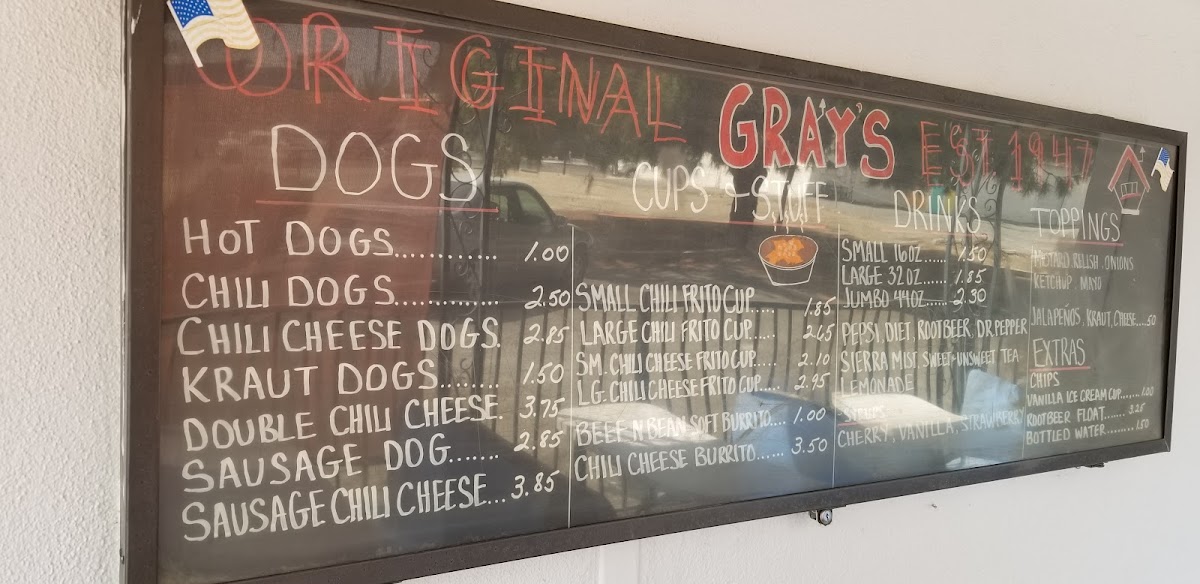 ORIGINAL GRAY'S EST 1947
DOGS
HOT DOGS............ 1.00
CHILI DOGS............. 2.50
CHILI CHEESE DOGS. 2.85
KRAUT DOGS........ 1.50
DOUBLE CHILI CHEESE. 3.75
SAUSAGE DOG....... 2.85
SAUSAGE CHILI CHEESE... 3.85
CUPS + STUFF
SMALL CHILI FRITO CUP..... 1.85
LARGE CHILI FRITO CUP..... 2.65
SM. CHILI CHEESE FRITO CUP..... 2.10
LG. CHILI CHEESE FRITO CUP..... 2.95
BEEF N BEAN SOFT BURRITO.... 1.00
CHILI CHEESE BURRITO...... 3.50
DRINKS
SMALL 16 OZ...... 1.50
LARGE 32 OZ...... 1.85
JUMBO 44 OZ...... 2.30
PEPSI, DIET, ROOTBEER, DR. PEPPER
SIERRA MIST, SWEET + UNSWEET TEA
LEMONADE
SYRUPS
CHERRY, VANILLA, STRAWBERRY
TOPPINGS
MUSTARD RELISH ONIONS
KETCHUP MAYO
JALAPEÑOS, KRAUT, CHEESE....50
EXTRAS
CHIPS
VANILLA ICE CREAM CUP....... 1.00
ROOTBEER FLOAT....... 3.25
BOTTLED WATER......... 1.50